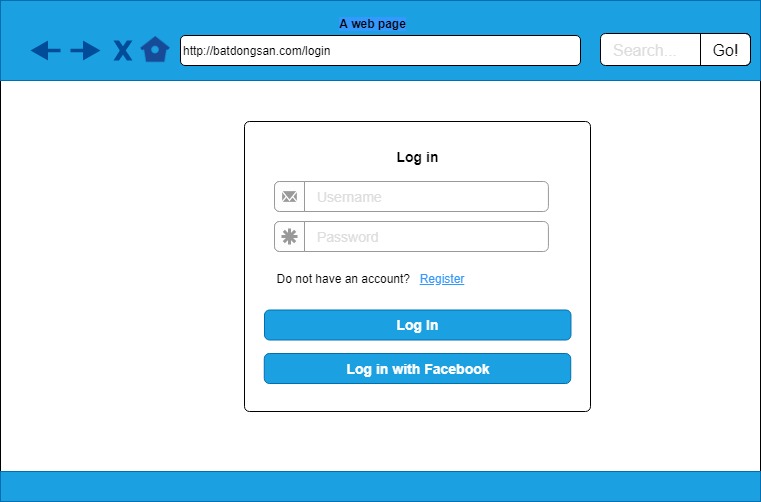 A web page
X
http://batdongsan.com/login
Search...
Go!
Log in
Username
Password
Do not have an account? Register
Log In
Log in with Facebook